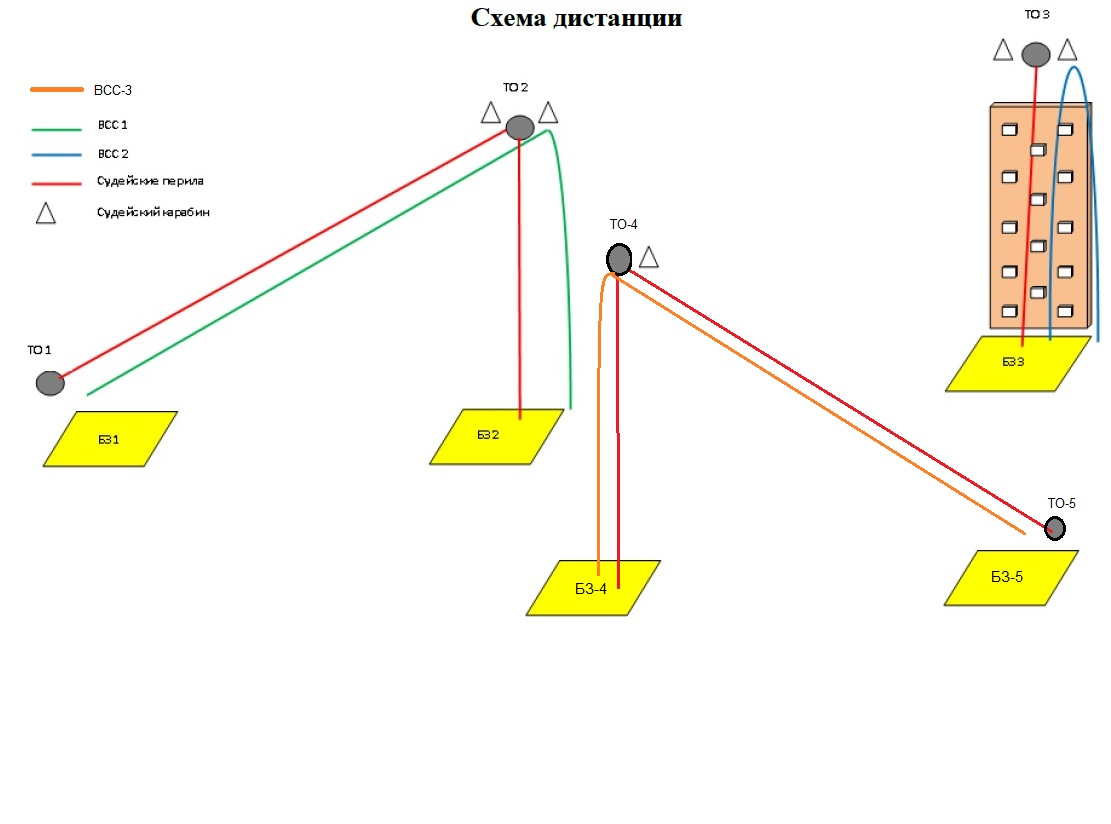 Схема дистанции
ТО 3
ВСС-3
ВСС 1
ВСС 2
Судейские перила
Судейский карабин
ТО 2
ТО-4
ТО 1
БЗ1
БЗ2
БЗ3
ТО-5
БЗ-4
БЗ-5